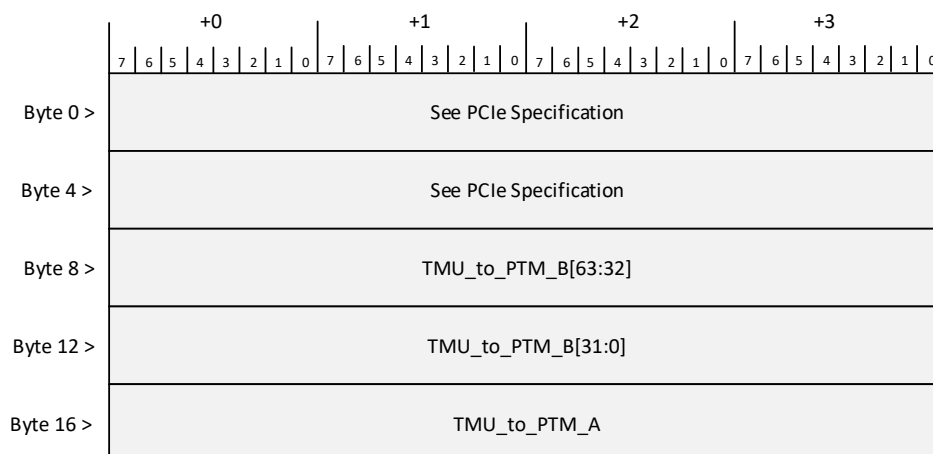 +0 +1 +2 +3
7 6 5 4 3 2 1 0 7 6 5 4 3 2 1 0 7 6 5 4 3 2 1 0 7 6 5 4 3 2 1 0
Byte 0 > See PCIe Specification
Byte 4 > See PCIe Specification
Byte 8 > TMU_to_PTM_B[63:32]
Byte 12 > TMU_to_PTM_B[31:0]
Byte 16 > TMU_to_PTM_A